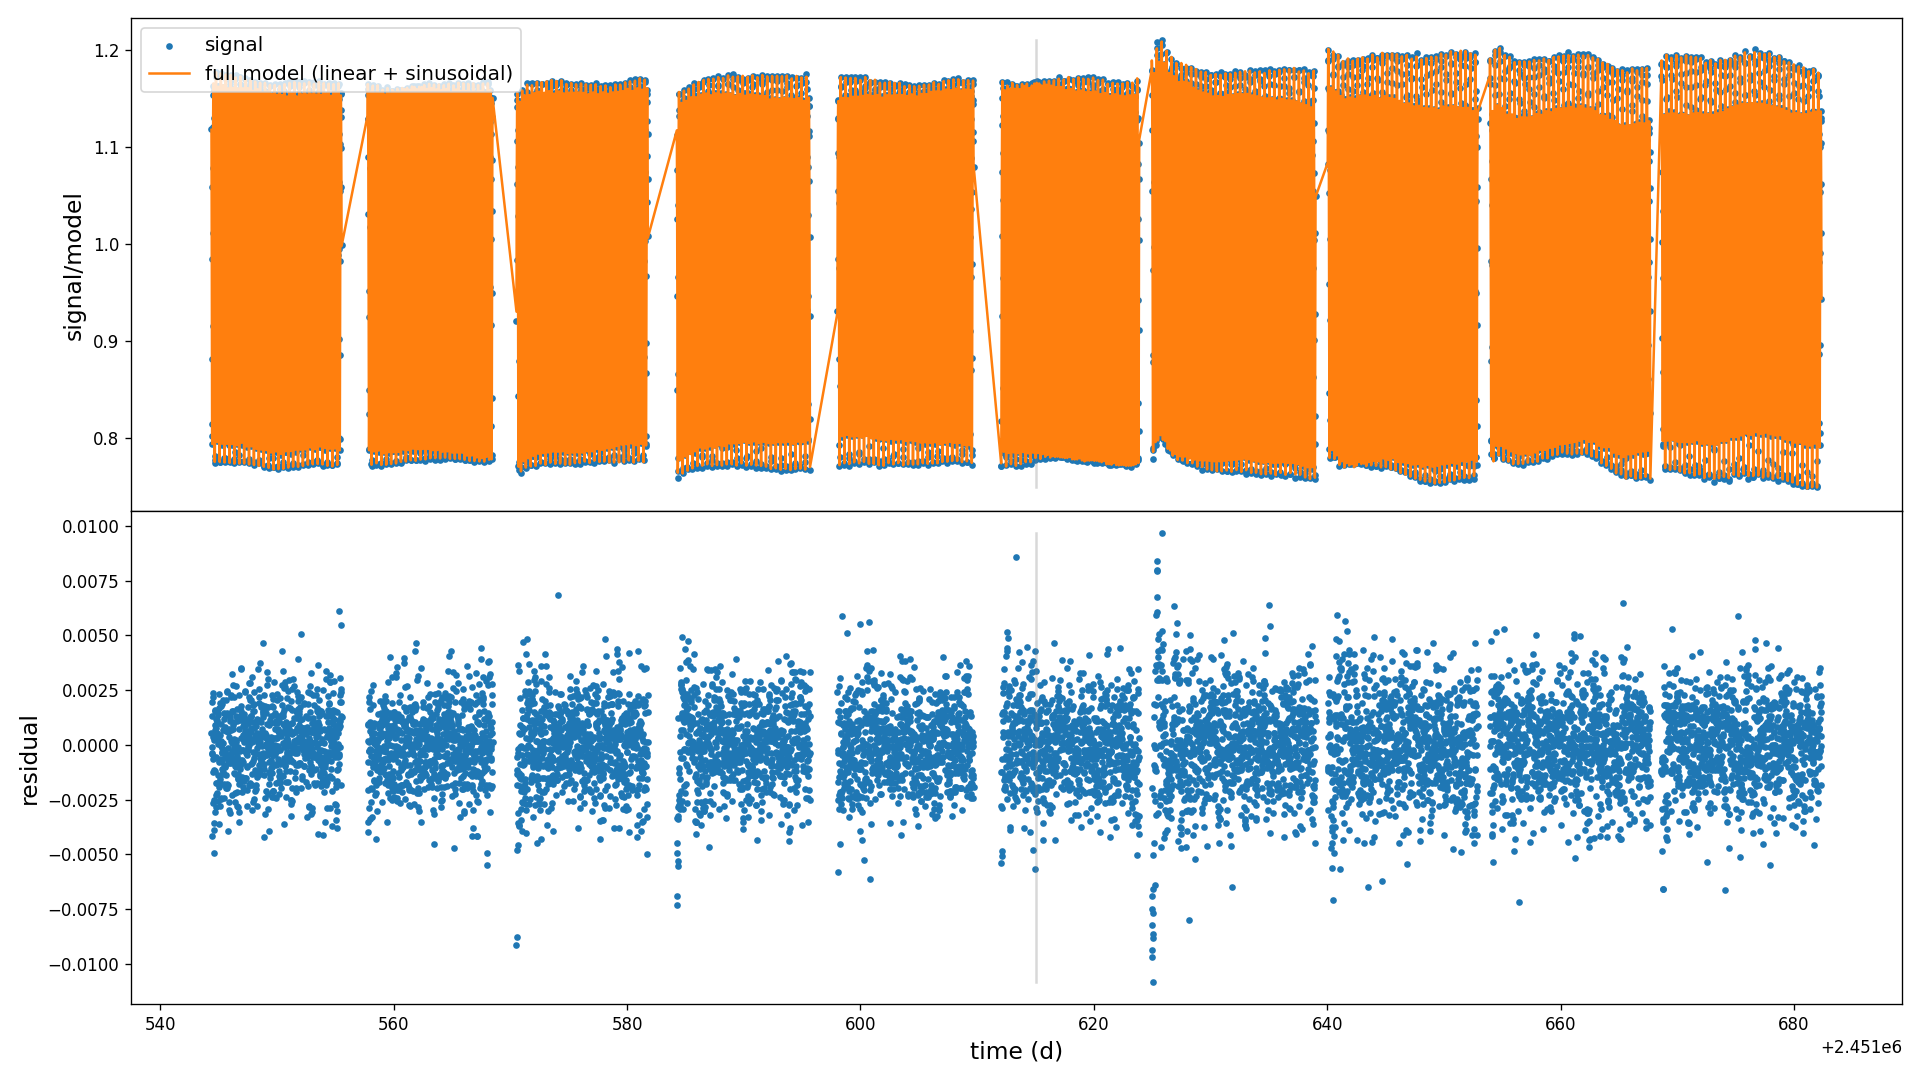 signal
full model (linear + sinusoidal)
signal/model
1.2
1.1
1.0
0.9
0.8
residual
0.0100
0.0075
0.0050
0.0025
0.0000
−0.0025
−0.0050
−0.0075
−0.0100
540 560 580 600 620 640 660 680
time (d)
+2.451e6